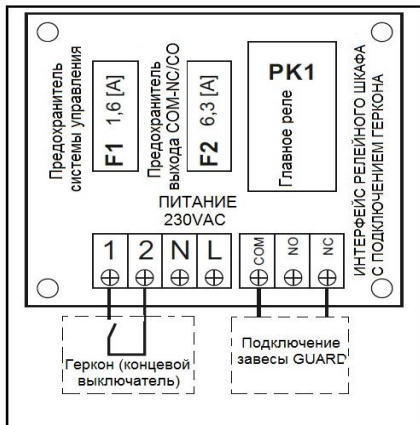 Предохранитель
системы управления
F1 1,6 [A]
Предохранитель
выхода COM-NC/CO
F2 6,3 [A]
PK1
Главное реле
ИНТЕРФЕЙС РЕЛЕЙНОГО ШКАФА
С ПОДКЛЮЧЕНИЕМ ГЕРКОНА
ПИТАНИЕ
230VAC
1 2 N L
COM NO NC
Геркон (концевой
выключатель)
Подключение
завесы GUARD